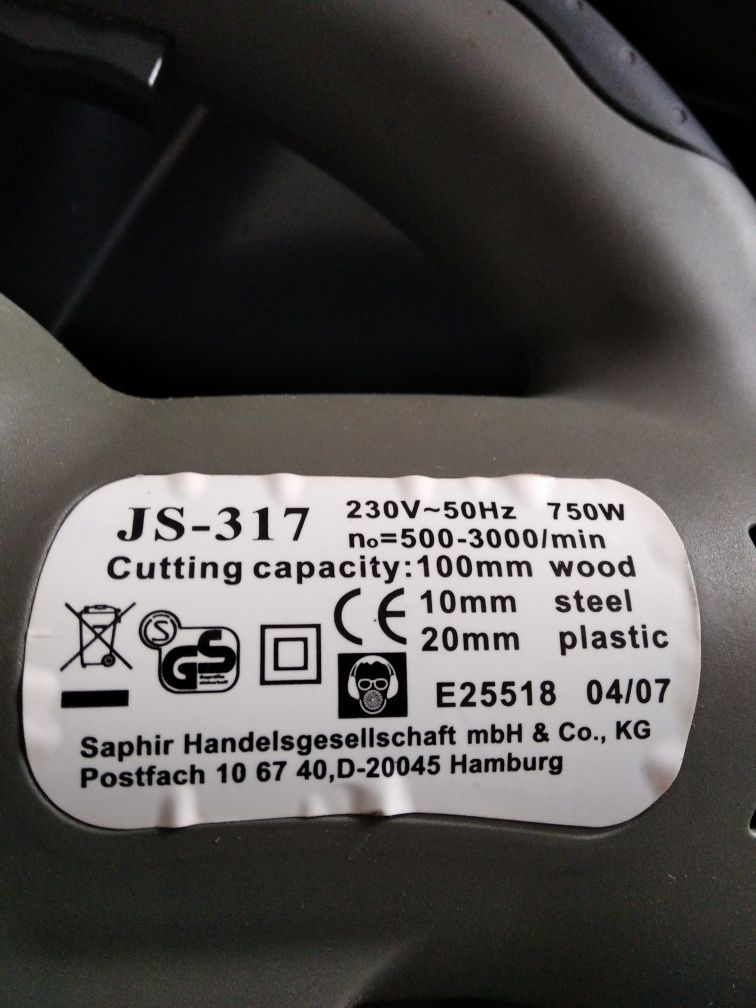 JS-317 230V~50Hz 750W
no=500-3000/min
Cutting capacity:100mm wood
10mm steel
20mm plastic
S GS
CE
E25518 04/07
Saphir Handelsgesellschaft mbH & Co., KG
Postfach 10 67 40,D-20045 Hamburg